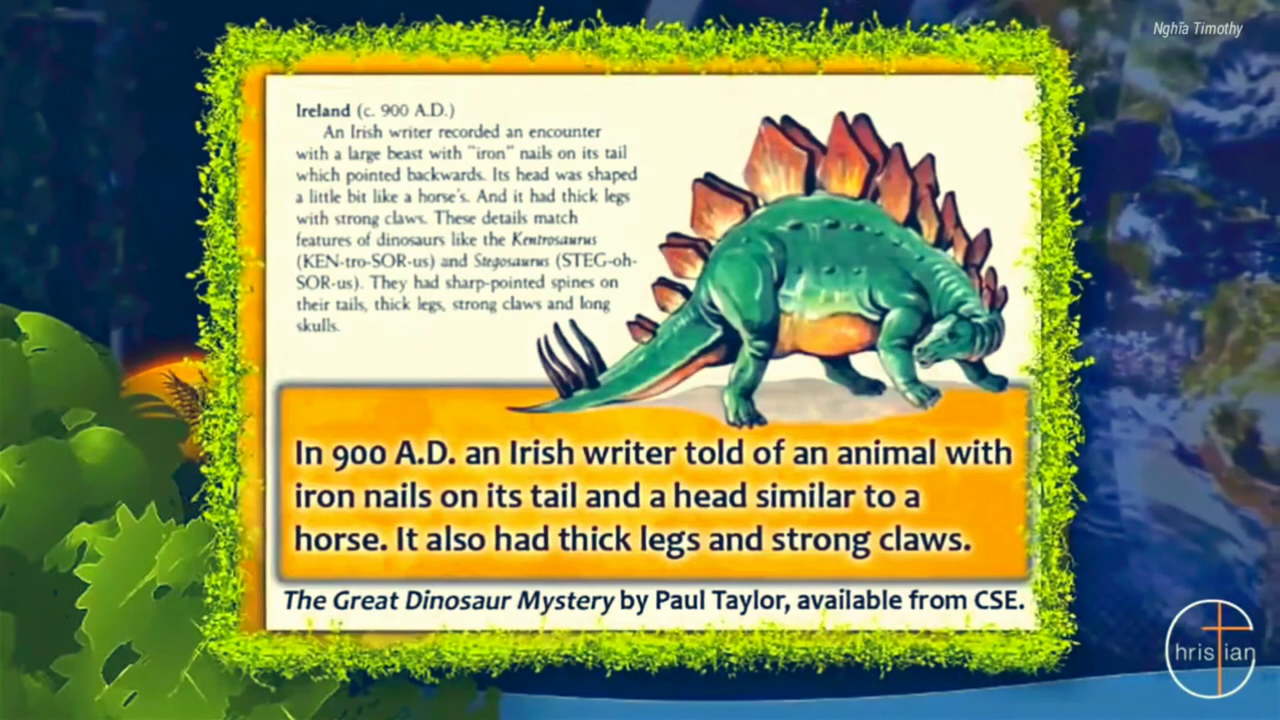 Nghĩa Timothy
Ireland (c. 900 A.D.)
An Irish writer recorded an encounter
with a large beast with "iron" nails on its tail
which pointed backwards. Its head was shaped
a little bit like a horse's. And it had thick legs
with strong claws. These details match
features of dinosaurs like the Kentrosaurus
(KEN-tro-SOR-us) and Stegosaurus (STEG-oh-
SOR-us). They had sharp-pointed spines on
their tails, thick legs, strong claws and long
skulls.
In 900 A.D. an Irish writer told of an animal with
iron nails on its tail and a head similar to a
horse. It also had thick legs and strong claws.
The Great Dinosaur Mystery by Paul Taylor, available from CSE.
hristian